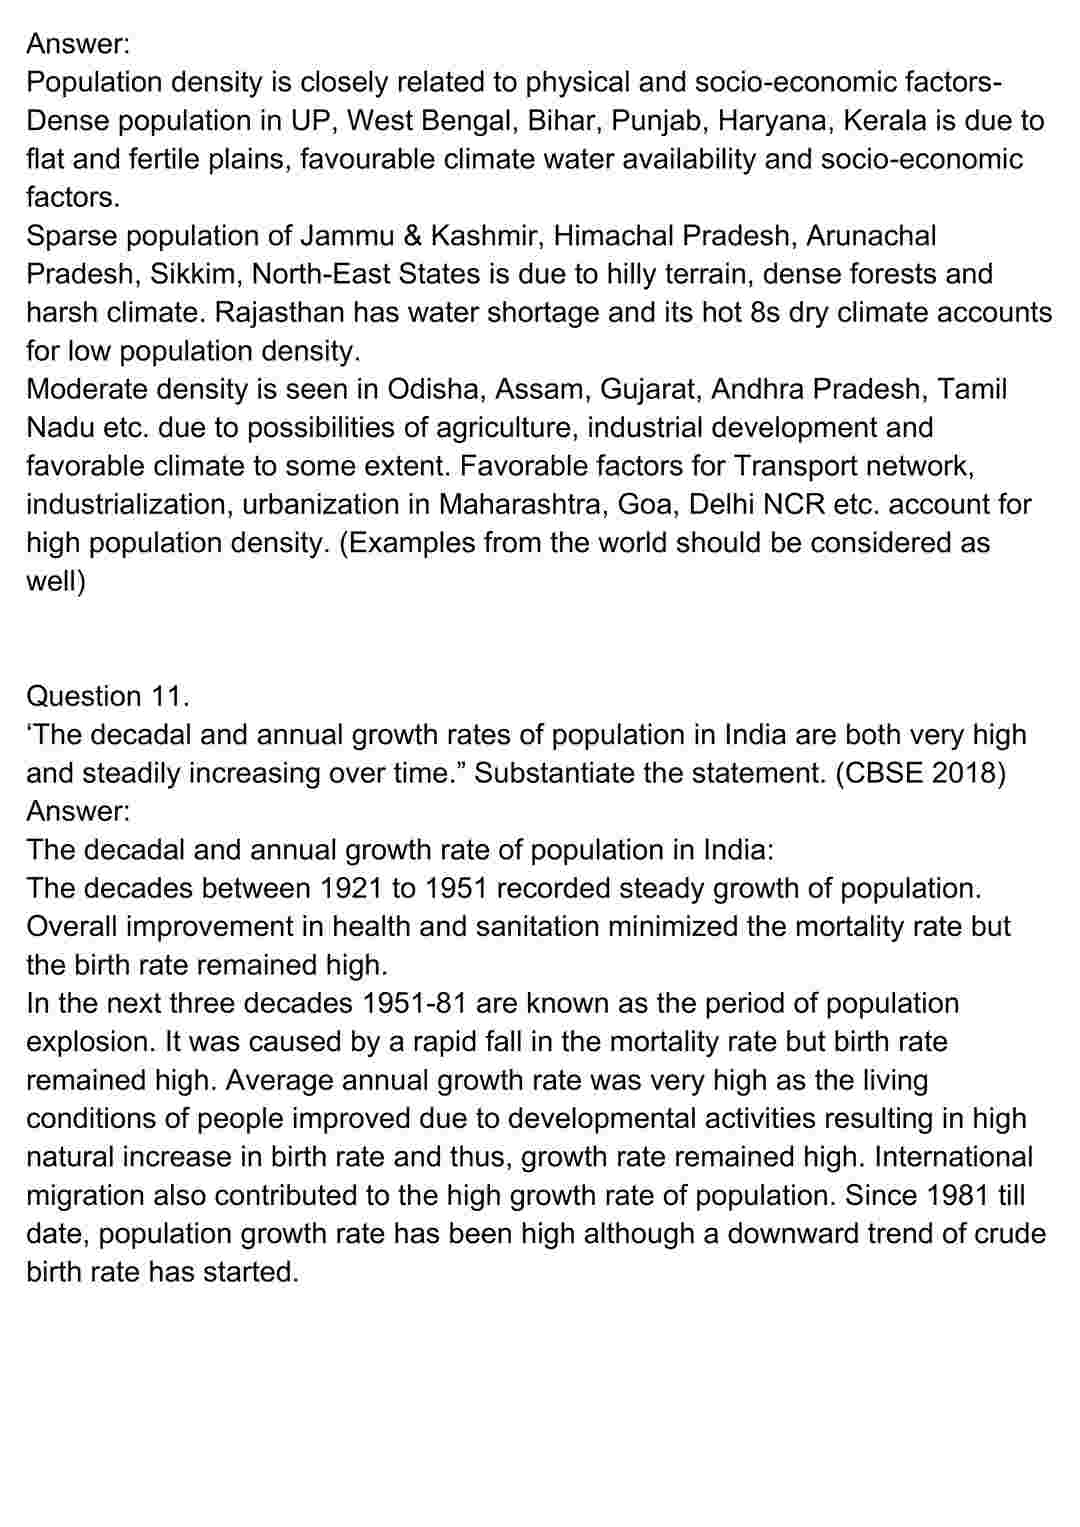 Answer:
Population density is closely related to physical and socio-economic factors-
Dense population in UP, West Bengal, Bihar, Punjab, Haryana, Kerala is due to
flat and fertile plains, favourable climate water availability and socio-economic
factors.
Sparse population of Jammu & Kashmir, Himachal Pradesh, Arunachal
Pradesh, Sikkim, North-East States is due to hilly terrain, dense forests and
harsh climate. Rajasthan has water shortage and its hot 8s dry climate accounts
for low population density.
Moderate density is seen in Odisha, Assam, Gujarat, Andhra Pradesh, Tamil
Nadu etc. due to possibilities of agriculture, industrial development and
favorable climate to some extent. Favorable factors for Transport network,
industrialization, urbanization in Maharashtra, Goa, Delhi NCR etc. account for
high population density. (Examples from the world should be considered as
well)
Question 11.
‘The decadal and annual growth rates of population in India are both very high
and steadily increasing over time.” Substantiate the statement. (CBSE 2018)
Answer:
The decadal and annual growth rate of population in India:
The decades between 1921 to 1951 recorded steady growth of population.
Overall improvement in health and sanitation minimized the mortality rate but
the birth rate remained high.
In the next three decades 1951-81 are known as the period of population
explosion. It was caused by a rapid fall in the mortality rate but birth rate
remained high. Average annual growth rate was very high as the living
conditions of people improved due to developmental activities resulting in high
natural increase in birth rate and thus, growth rate remained high. International
migration also contributed to the high growth rate of population. Since 1981 till
date, population growth rate has been high although a downward trend of crude
birth rate has started.